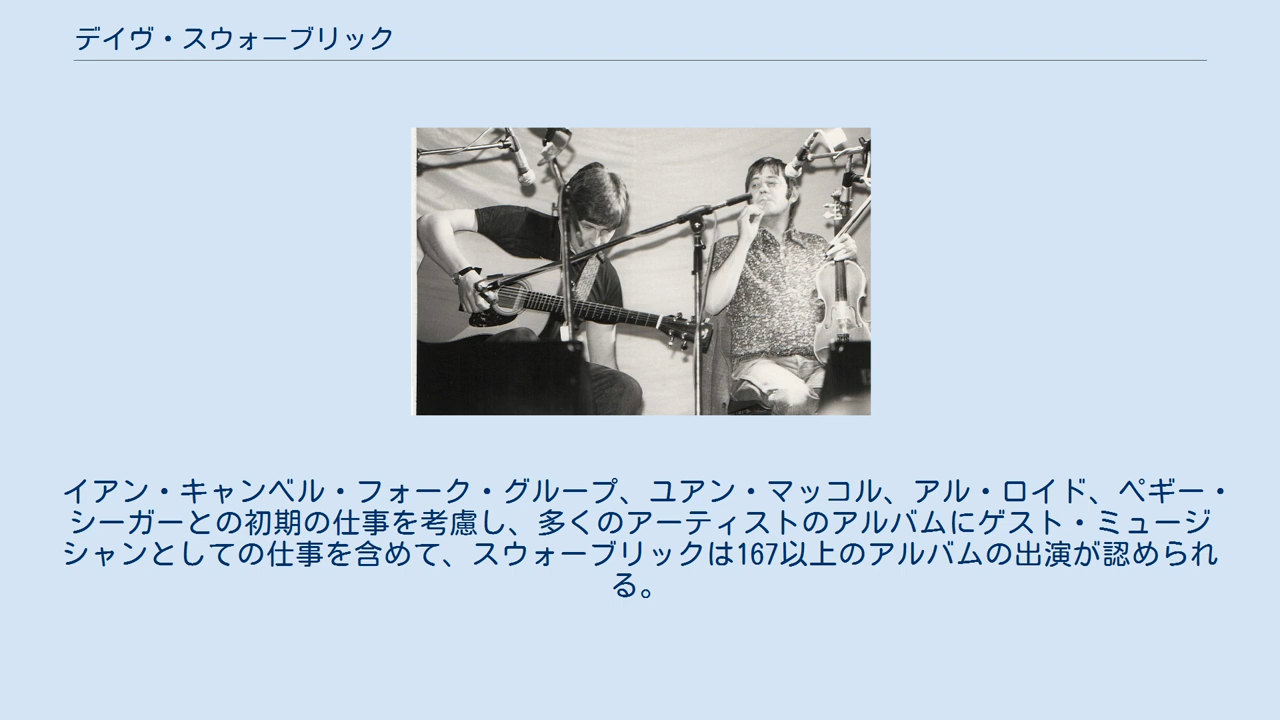 デイヴ・スウォーブリック
イアン・キャンベル・フォーク・グループ、ユアン・マッコル、アル・ロイド、ペギー・
シーガーとの初期の仕事を考慮し、多くのアーティストのアルバムにゲスト・ミュージ
シャンとしての仕事を含めて、スウォーブリックは167以上のアルバムの出演が認められ
る。